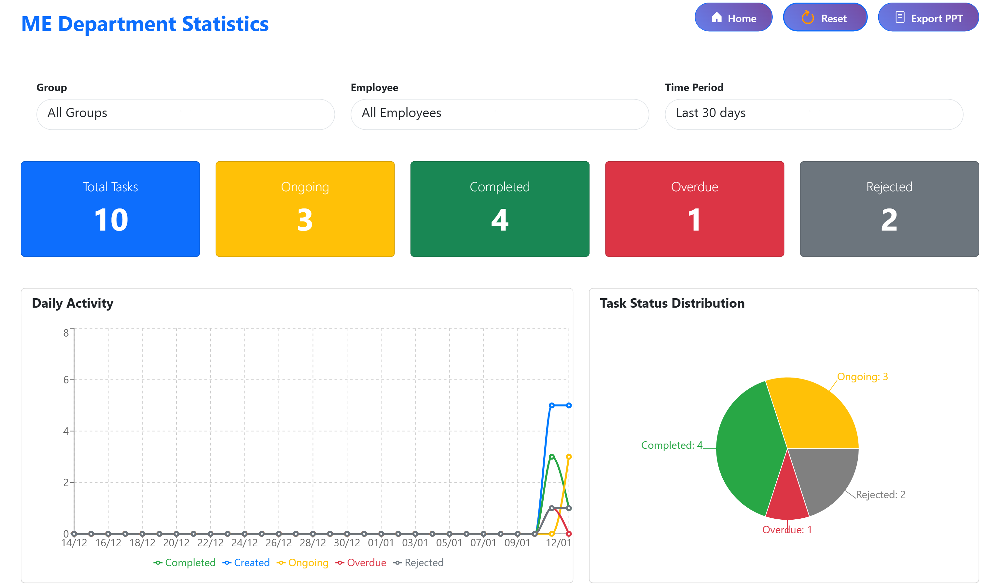 ME Department Statistics
Home
Reset
Export PPT
Group
Employee
Time Period
All Groups
All Employees
Last 30 days
Total Tasks
10
Ongoing
3
Completed
4
Overdue
1
Rejected
2
Daily Activity
8
6
4
2
0
14/12 16/12 18/12 20/12 22/12 24/12 26/12 28/12 30/12 01/01 03/01 05/01 07/01 09/01 12/01
Completed Created Ongoing Overdue Rejected
Task Status Distribution
Ongoing: 3
Completed: 4
Rejected: 2
Overdue: 1